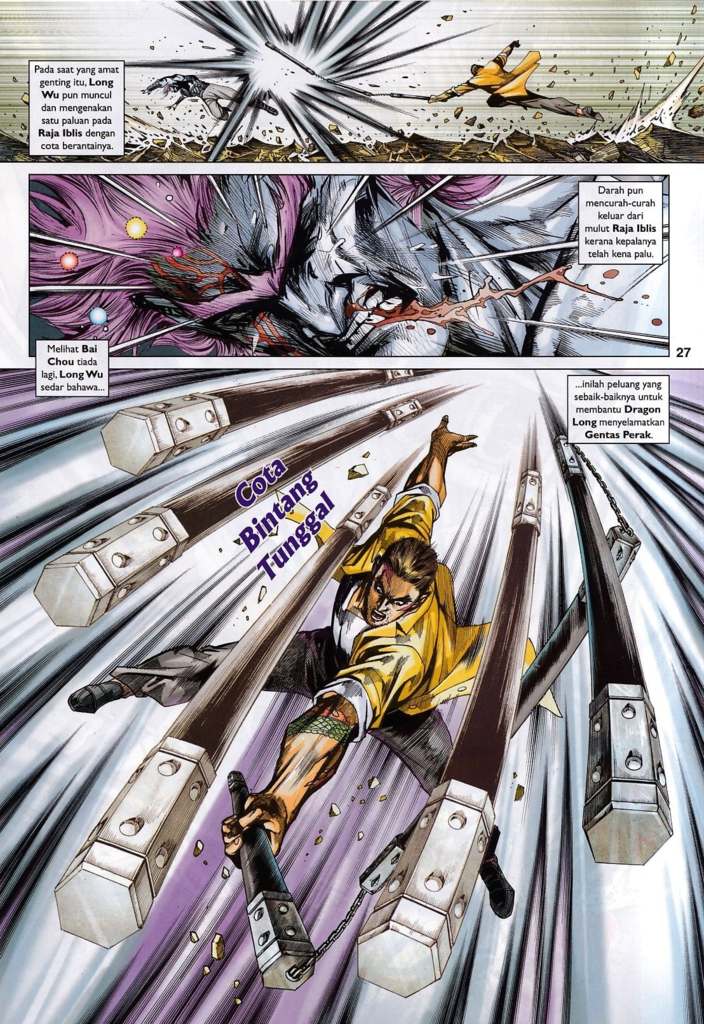 Pada saat yang amat
genting itu, Long
Wu pun muncul
dan mengenakan
satu paluan pada
Raja Iblis dengan
cota berantainya.
Darah pun
mencurah-curah
keluar dari
mulut Raja Iblis
kerana kepalanya
telah kena palu.
27
Melihat Bai
Chou tiada
lagi, Long Wu
sedar bahawa...
...inilah peluang yang
sebaik-baiknya untuk
membantu Dragon
Long menyelamatkan
Gentas Perak.
Cota
Bintang
Tunggal